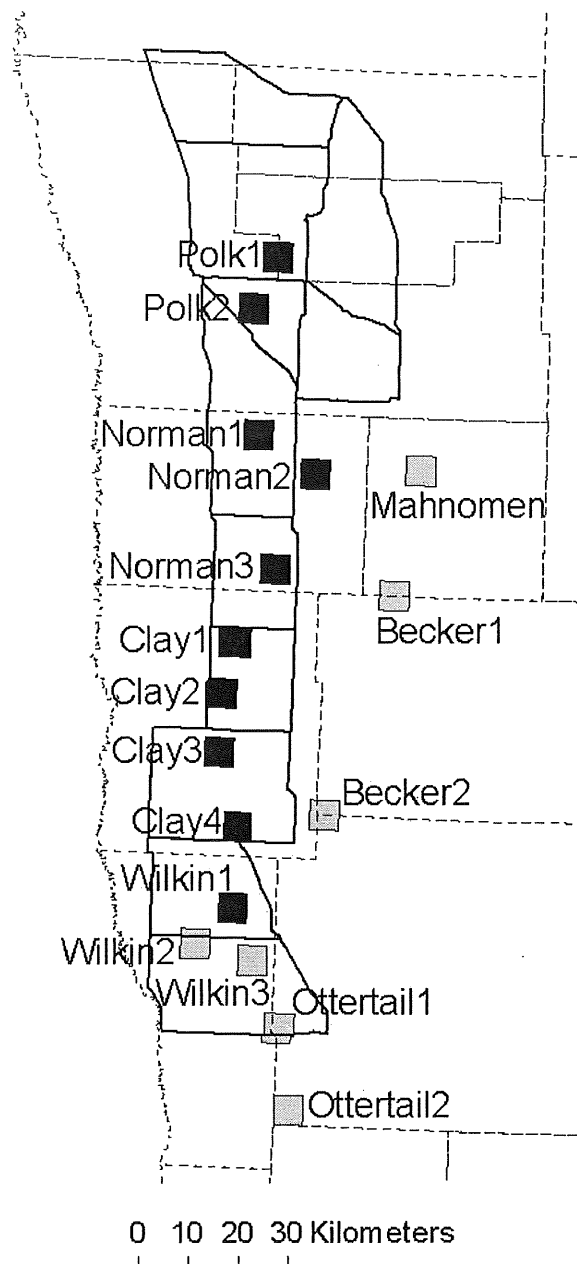 Polk1
Polk2
Norman1
Norman2
Mahnomen
Norman3
Becker1
Clay1
Clay2
Clay3
Becker2
Clay4
Wilkin1
Wilkin2
Wilkin3
Ottertail1
Ottertail2
0 10 20 30 Kilometers